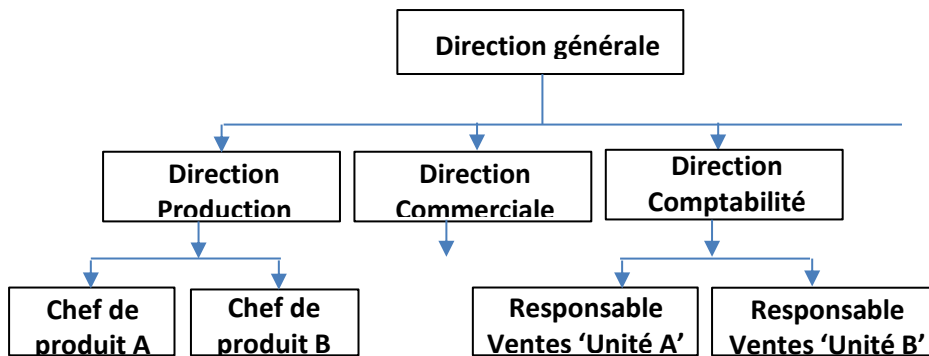 Direction générale
Direction
Production
Direction
Commerciale
Direction
Comptabilité
Chef de
produit A
Chef de
produit B
Responsable
Ventes ‘Unité A’
Responsable
Ventes ‘Unité B’